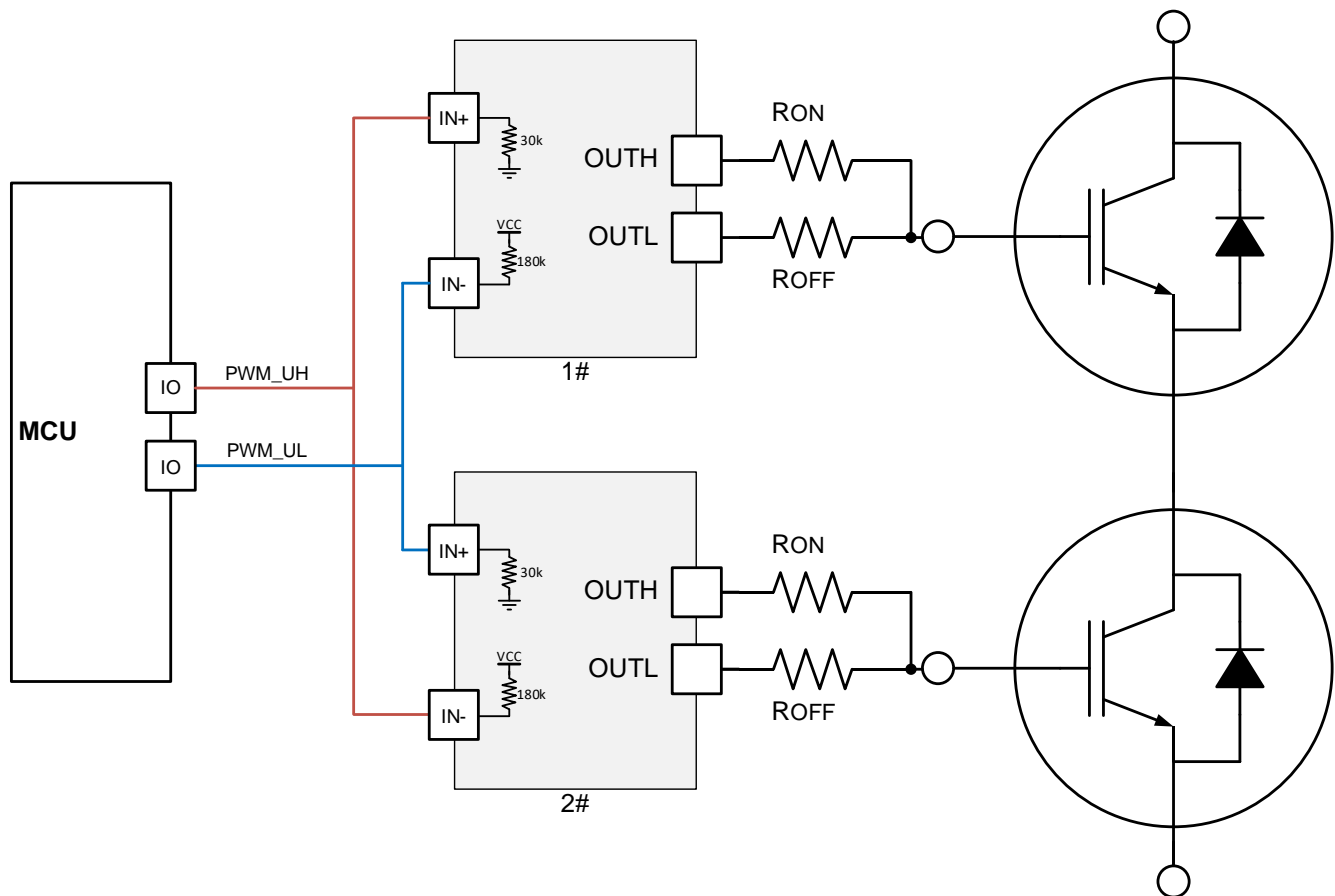 IN+
30k
OUTH
RON
VCC
180k
OUTL
ROFF
IN-
1#
MCU
IO
PWM_UH
IO
PWM_UL
IN+
30k
OUTH
RON
VCC
180k
OUTL
ROFF
IN-
2#